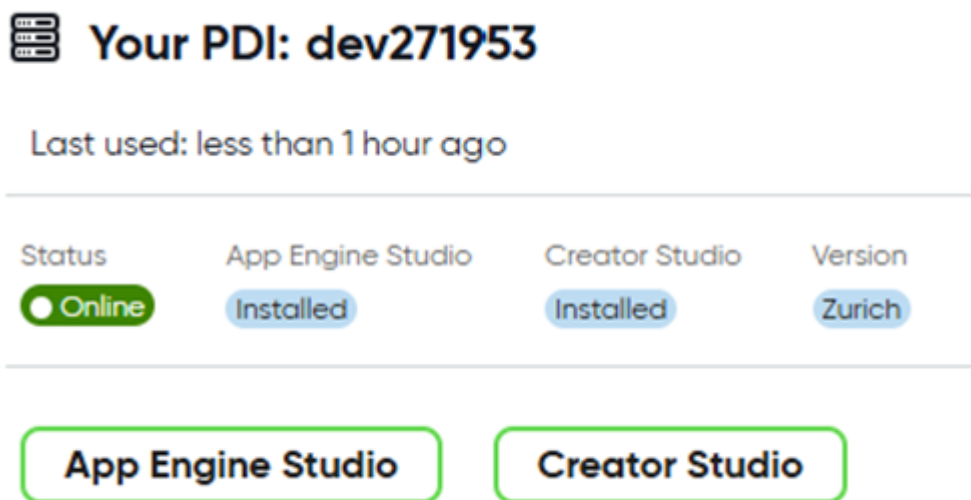 Your PDI: dev271953
Last used: less than 1 hour ago
Status App Engine Studio Creator Studio Version
Online Installed Installed Zurich
App Engine Studio Creator Studio